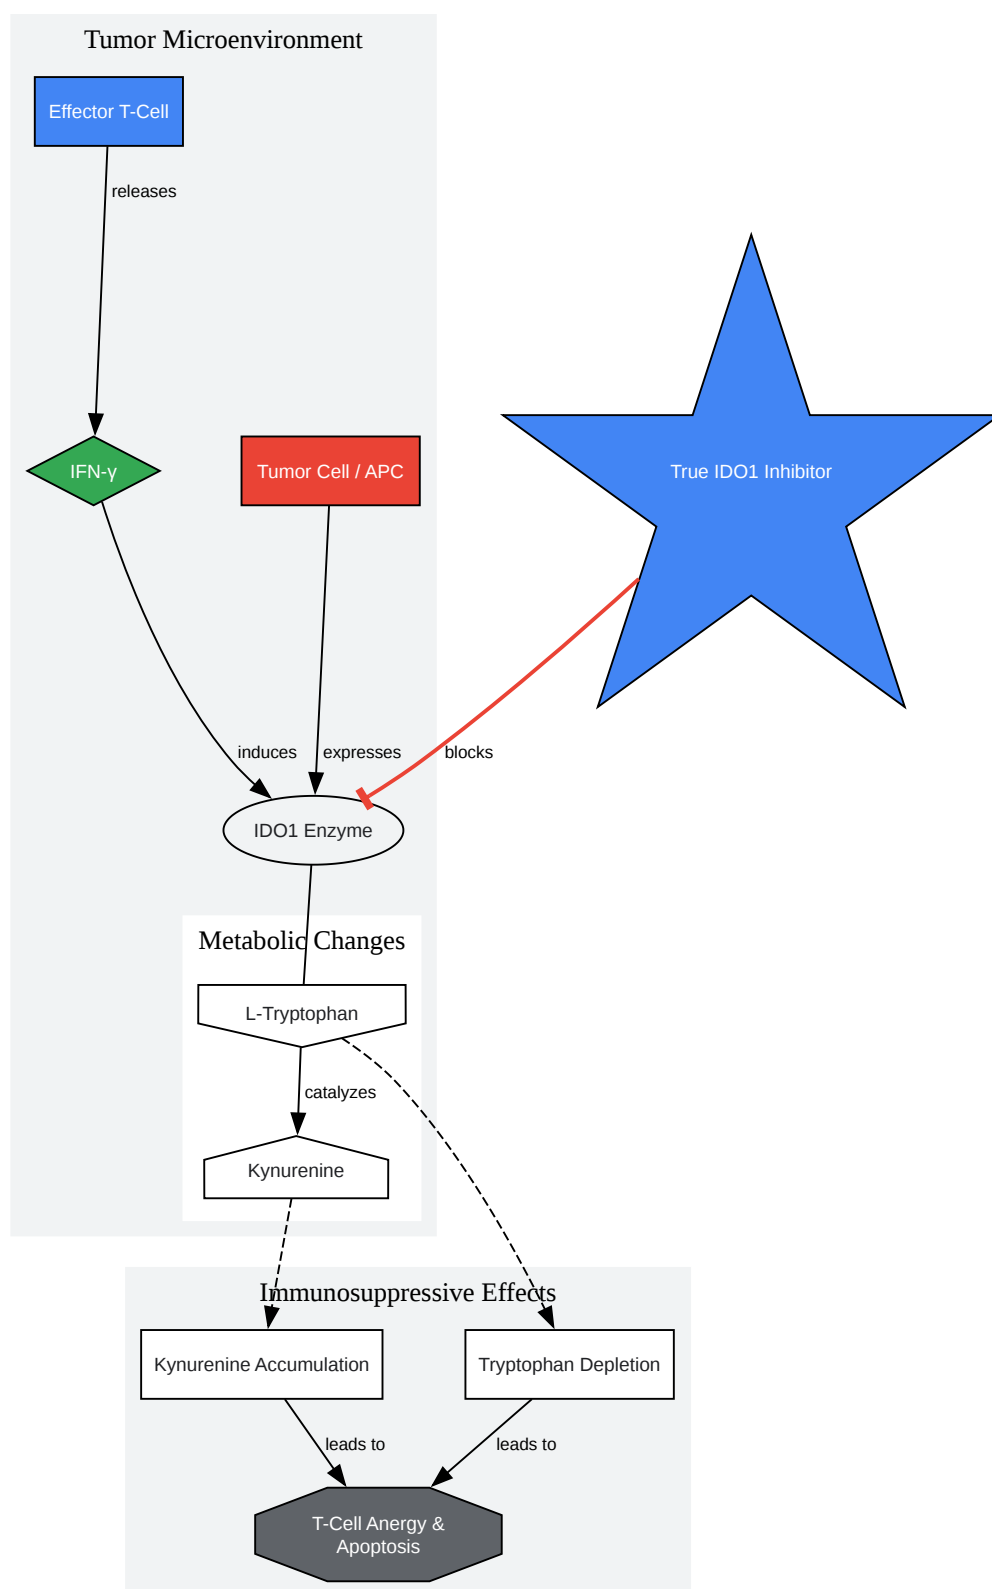 Tumor Microenvironment
Effector T-Cell
releases
IFN-γ
Tumor Cell / APC
True IDO1 Inhibitor
induces
expresses
blocks
IDO1 Enzyme
Metabolic Changes
L-Tryptophan
catalyzes
Kynurenine
Immunosuppressive Effects
Kynurenine Accumulation
Tryptophan Depletion
leads to
leads to
T-Cell Anergy &
Apoptosis